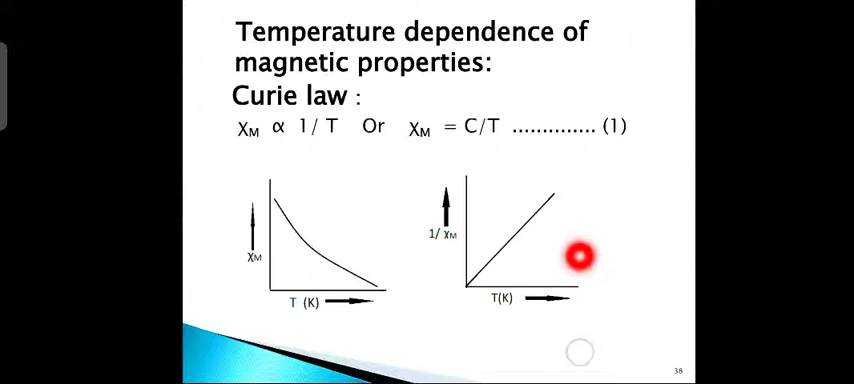 Temperature dependence of
magnetic properties:
Curie law :
χM α 1/ T Or χM = C/T .............. (1)
χM
T (K)
1/ χM
T(K)
38